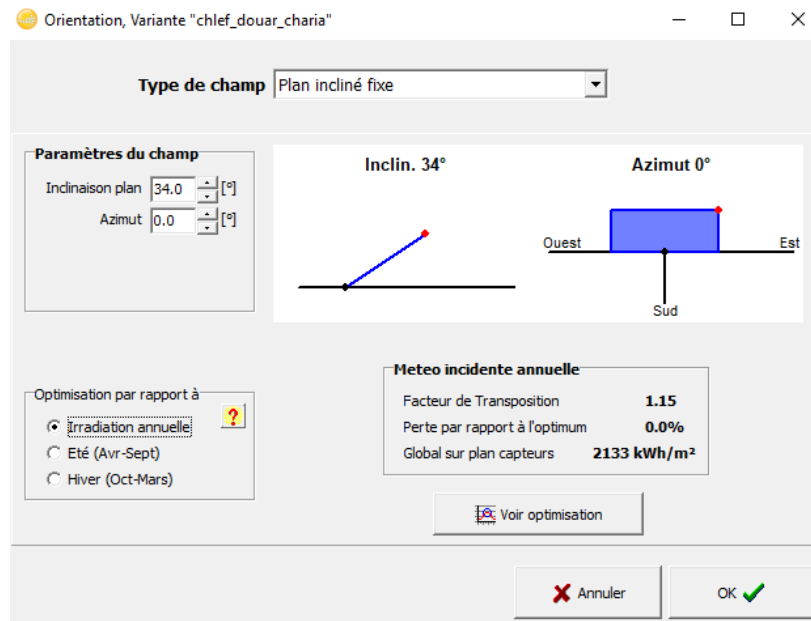 Orientation, Variante "chlef_douar_charia"
Type de champ Plan incliné fixe
Paramètres du champ
Inclinaison plan 34.0 [°]
Azimut 0.0 [°]
Inclin. 34°
Azimut 0°
Ouest
Est
Sud
Optimisation par rapport à
Irradiation annuelle
?
Eté (Avr-Sept)
Hiver (Oct-Mars)
Meteo incidente annuelle
Facteur de Transposition 1.15
Perte par rapport à l'optimum 0.0%
Global sur plan capteurs 2133 kWh/m²
Voir optimisation
Annuler
OK